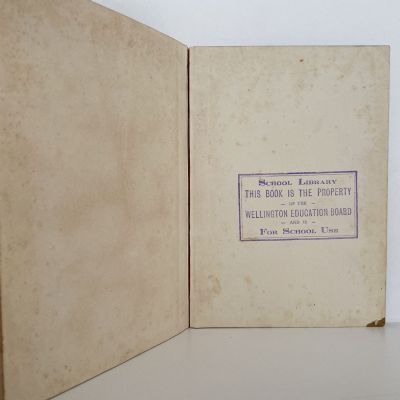 School Library
THIS BOOK IS THE PROPERTY
— OF THE —
WELLINGTON EDUCATION BOARD
— AND IS —
For School Use